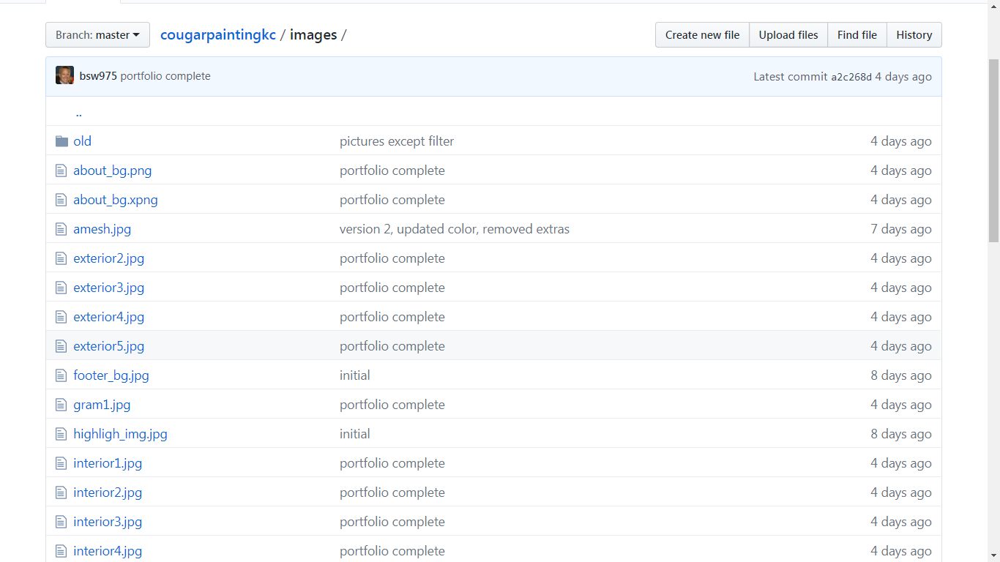 Branch: master cougarpaintingkc / images / Create new file Upload files Find file History
bsw975 portfolio complete Latest commit a2c268d 4 days ago
..
old pictures except filter 4 days ago
about_bg.png portfolio complete 4 days ago
about_bg.xpng portfolio complete 4 days ago
amesh.jpg version 2, updated color, removed extras 7 days ago
exterior2.jpg portfolio complete 4 days ago
exterior3.jpg portfolio complete 4 days ago
exterior4.jpg portfolio complete 4 days ago
exterior5.jpg portfolio complete 4 days ago
footer_bg.jpg initial 8 days ago
gram1.jpg portfolio complete 4 days ago
highligh_img.jpg initial 8 days ago
interior1.jpg portfolio complete 4 days ago
interior2.jpg portfolio complete 4 days ago
interior3.jpg portfolio complete 4 days ago
interior4.jpg portfolio complete 4 days ago